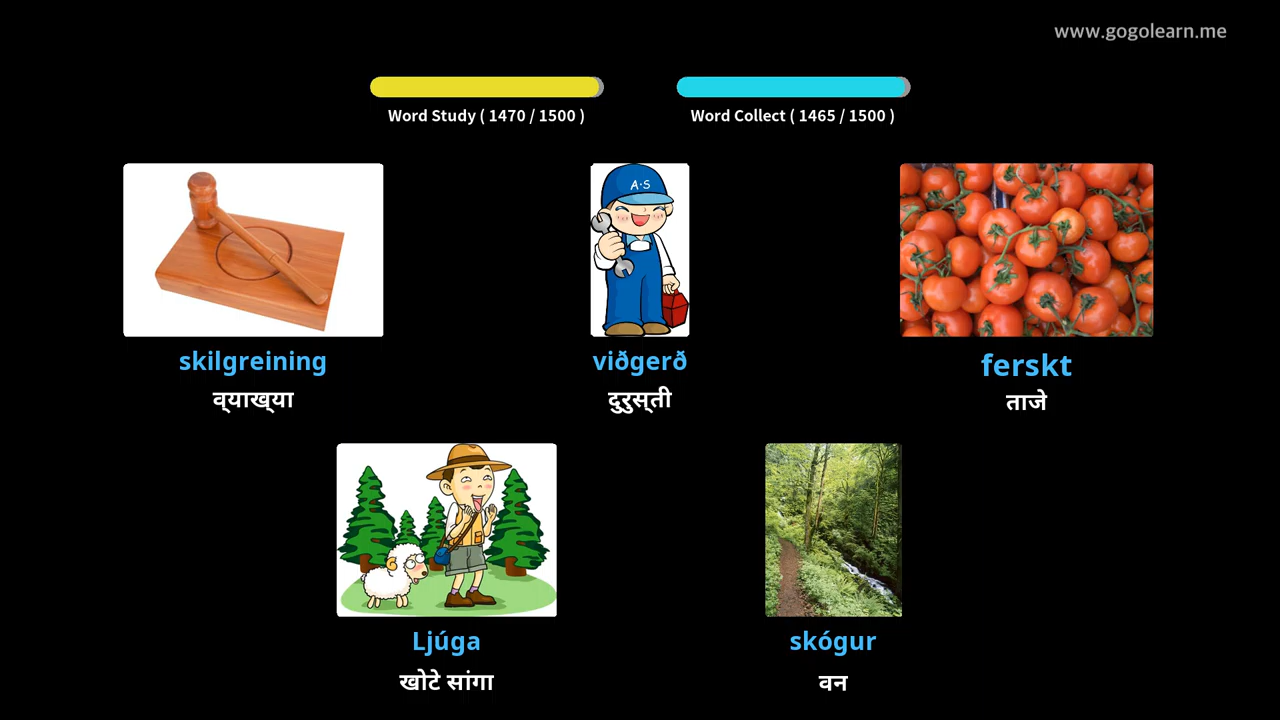 www.gogolearn.me
Word Study ( 1470 / 1500 )
Word Collect ( 1465 / 1500 )
A·S
skilgreining
viðgerð
ferskt
व्याख्या
दुरुस्ती
ताजे
Ljúga
skógur
खोटे सांगा
वन